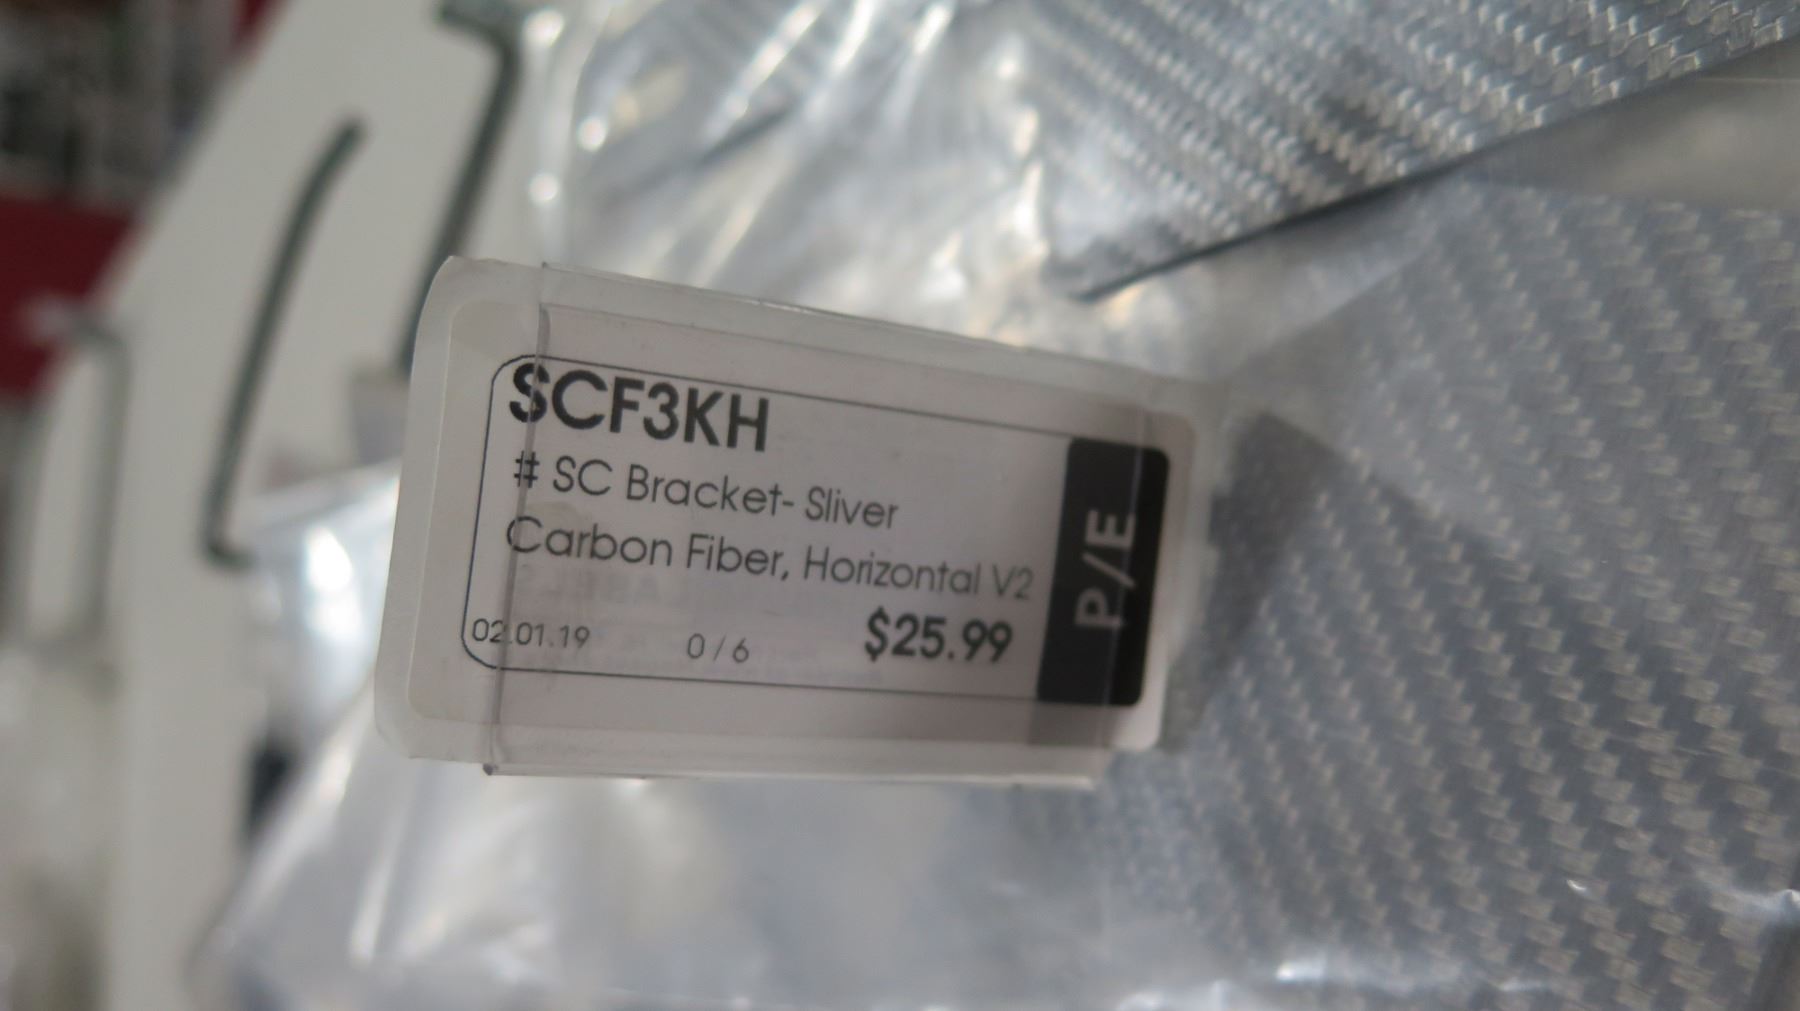 SCF3KH
# SC Bracket- Sliver
Carbon Fiber, Horizontal V2
02.01.19 0/6 $25.99
P/E